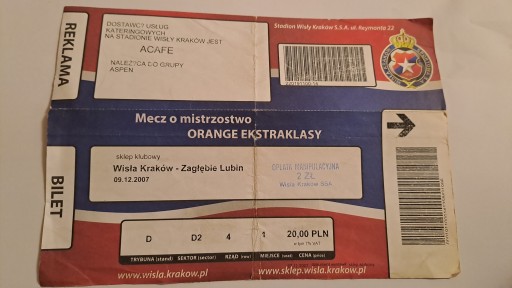 REKLAMA
DOSTAWCĄ USŁUG
KATERINGOWYCH
NA STADIONIE WISŁY KRAKÓW JEST
ACAFE
NALEŻĄCA DO GRUPY
ASPEN
Stadion Wisły Kraków S.S.A. ul. Reymonta 22
Mecz o mistrzostwo
ORANGE EKSTRAKLASY
BILET
sklep klubowy
Wisła Kraków - Zagłębie Lubin
09.12.2007
OPŁATA MANIPULACYJNA
2 ZŁ
Wisła Kraków SSA
D D2 4 1 20,00 PLN
w tym 7% VAT
TRYBUNA (stand) SEKTOR (sector) RZĄD (row) MIEJSCE (seat) CENA (price)
www.wisla.krakow.pl
www.sklep.wisla.krakow.pl